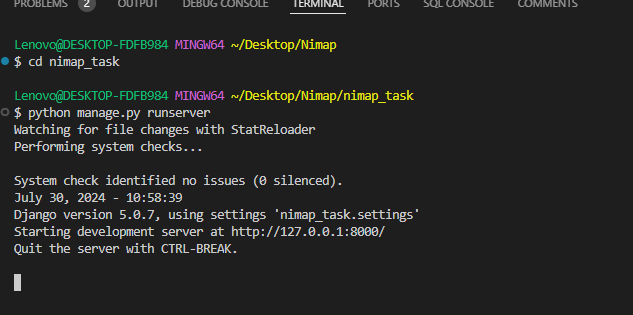 PROBLEMS 2 OUTPUT DEBUG CONSOLE TERMINAL PORTS SQL CONSOLE COMMENTS
Lenovo@DESKTOP-FDFB984 MINGW64 ~/Desktop/Nimap
$ cd nimap_task
Lenovo@DESKTOP-FDFB984 MINGW64 ~/Desktop/Nimap/nimap_task
$ python manage.py runserver
Watching for file changes with StatReloader
Performing system checks...
System check identified no issues (0 silenced).
July 30, 2024 - 10:58:39
Django version 5.0.7, using settings 'nimap_task.settings'
Starting development server at http://127.0.0.1:8000/
Quit the server with CTRL-BREAK.